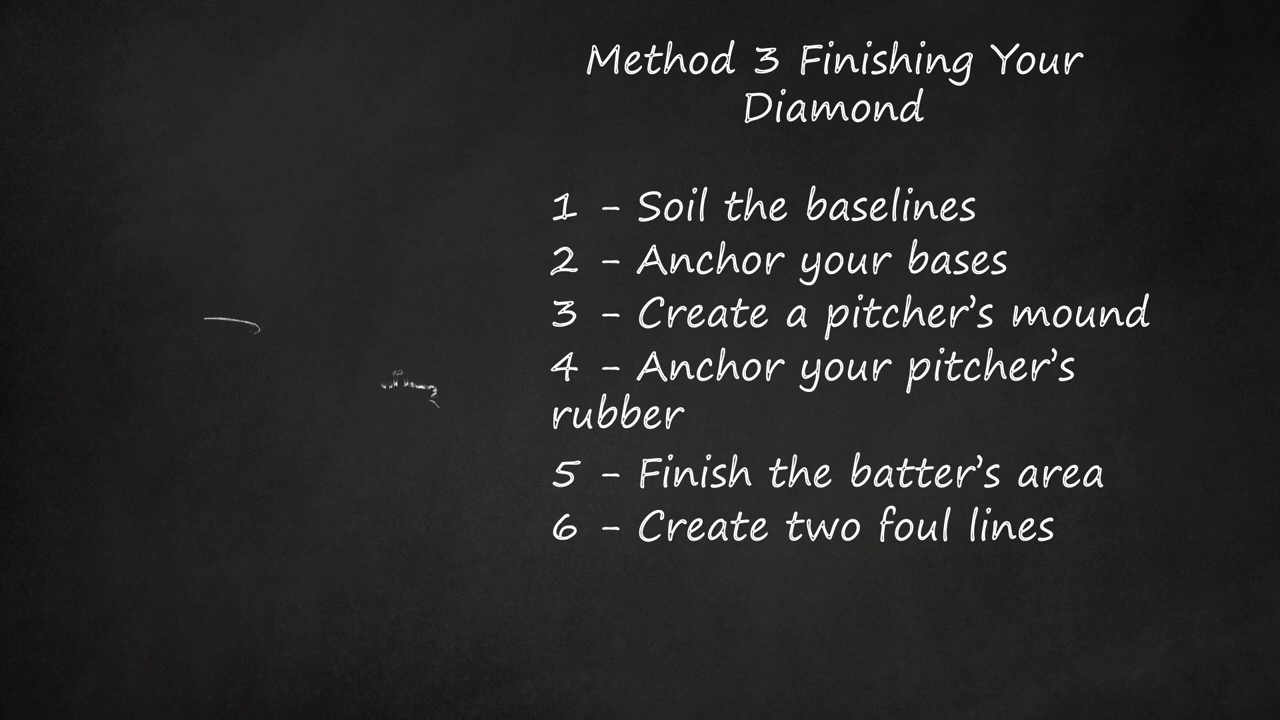 Method 3 Finishing Your
Diamond
1 - Soil the baselines
2 - Anchor your bases
3 - Create a pitcher’s mound
4 - Anchor your pitcher’s
rubber
5 - Finish the batter’s area
6 - Create two foul lines